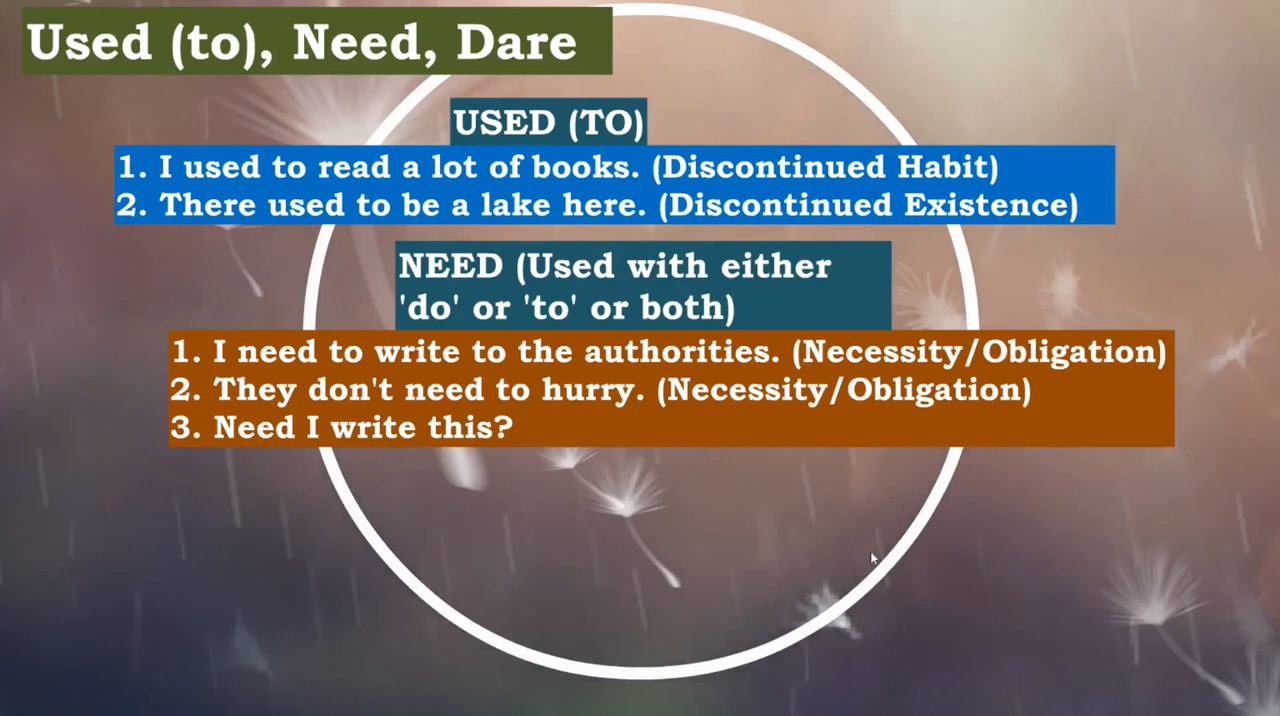 Used (to), Need, Dare
USED (TO)
1. I used to read a lot of books. (Discontinued Habit)
2. There used to be a lake here. (Discontinued Existence)
NEED (Used with either
'do' or 'to' or both)
1. I need to write to the authorities. (Necessity/Obligation)
2. They don't need to hurry. (Necessity/Obligation)
3. Need I write this?